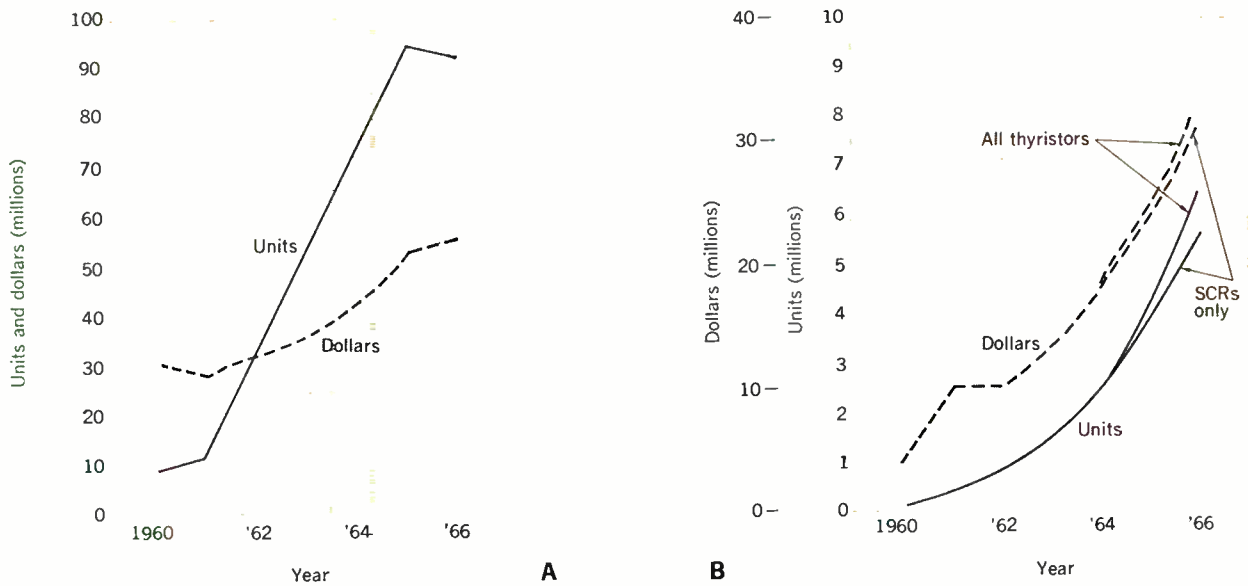 100
90
80
70
60
50
40
30
20
10
0
Units and dollars (millions)
Units
Dollars
1960
'62
'64
'66
Year
A
40
30
20
10
0
Dollars (millions)
10
9
8
7
6
5
4
3
2
1
0
Units (millions)
All thyristors
SCRs
only
Dollars
Units
1960
'62
'64
'66
Year
B